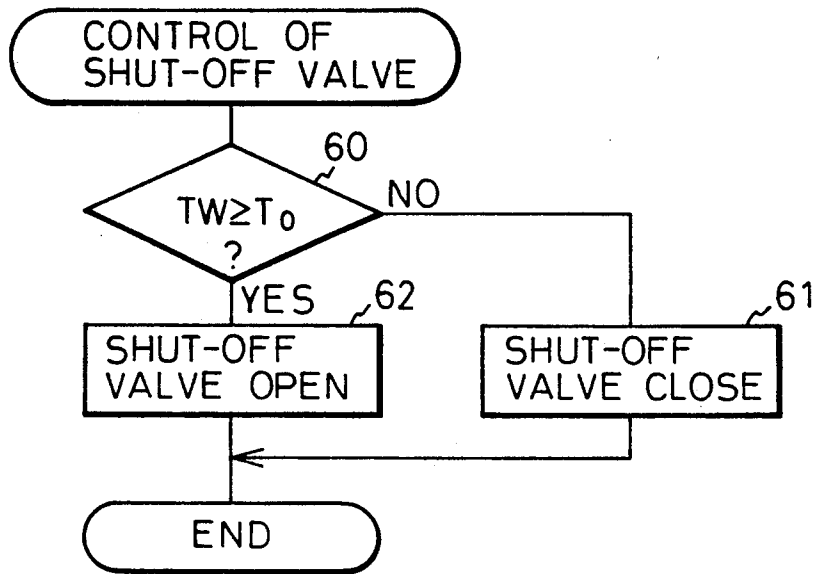 CONTROL OF
SHUT-OFF VALVE
60
TW≥T₀
?
NO
YES
62
61
SHUT-OFF
VALVE OPEN
SHUT-OFF
VALVE CLOSE
END